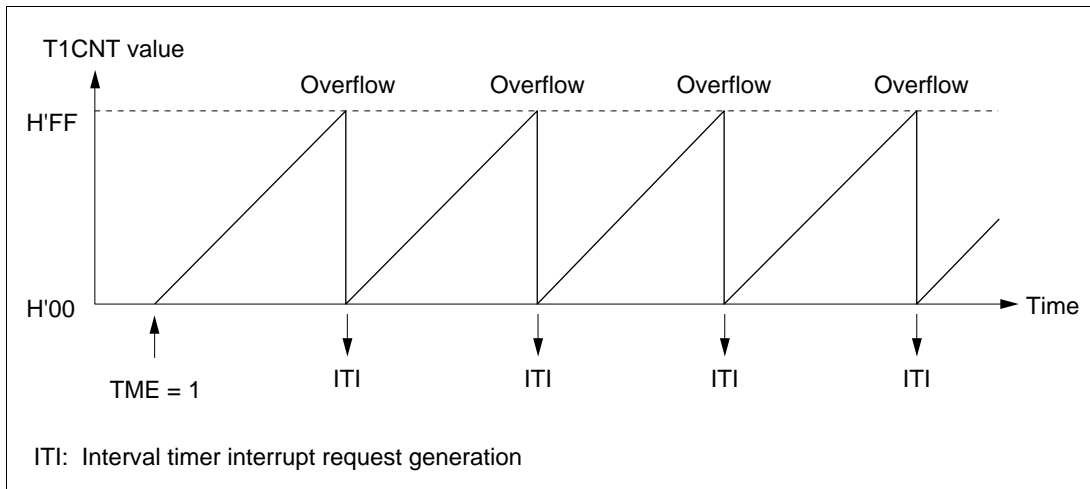 T1CNT value
Overflow Overflow Overflow Overflow
H'FF
H'00
Time
TME = 1
ITI ITI ITI ITI
ITI: Interval timer interrupt request generation